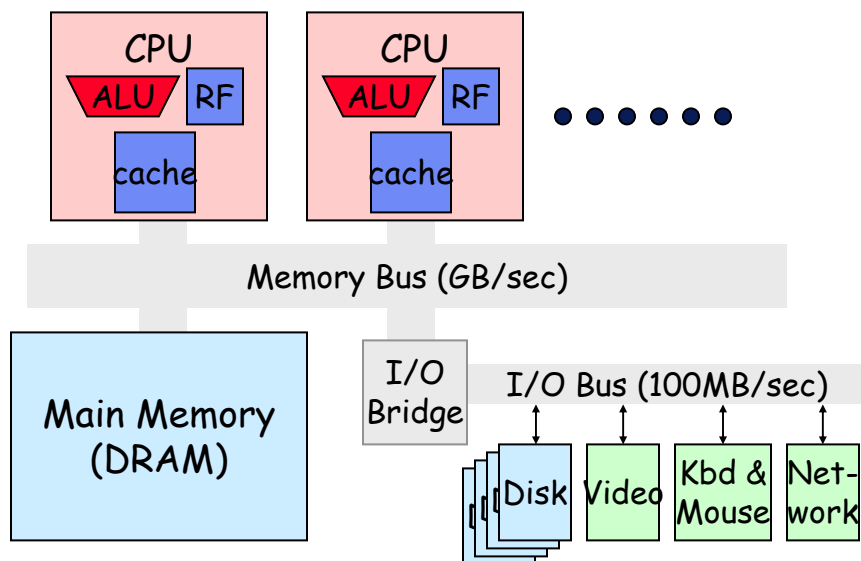 CPU
ALU RF
cache
CPU
ALU RF
cache
Memory Bus (GB/sec)
Main Memory
(DRAM)
I/O
Bridge
I/O Bus (100MB/sec)
Disk
Video
Kbd &
Mouse
Net-
work